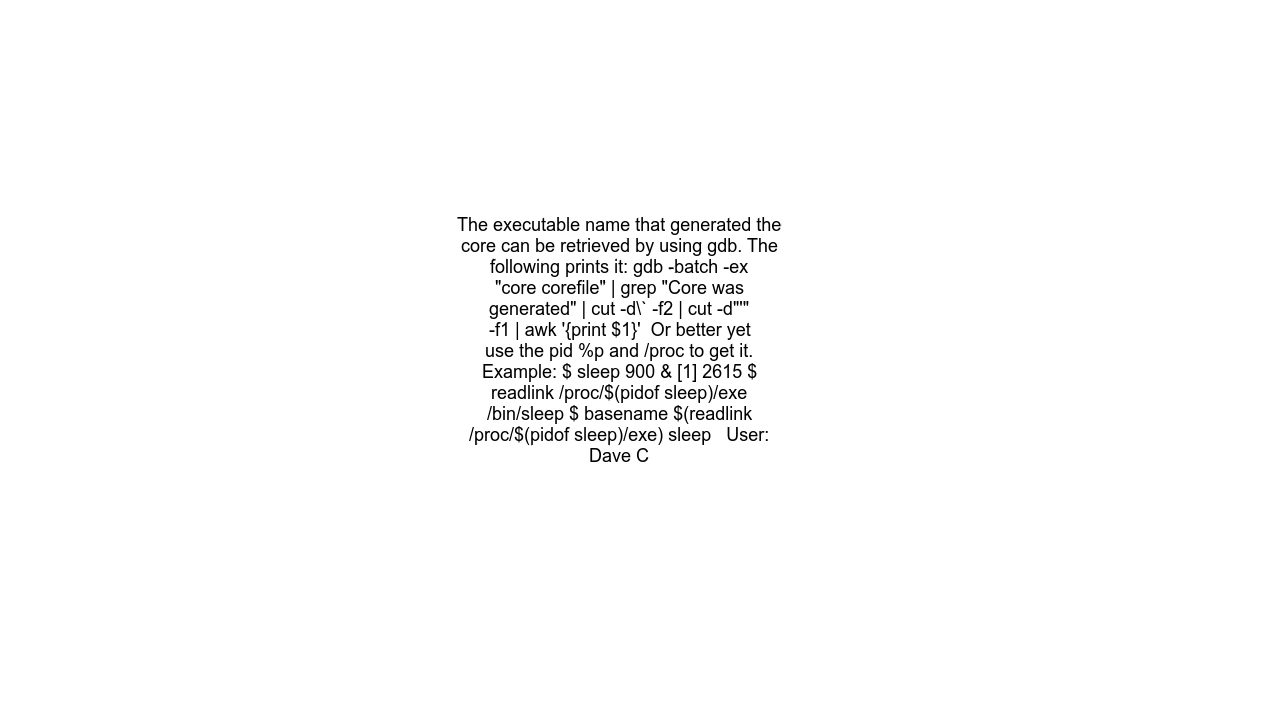 The executable name that generated the
core can be retrieved by using gdb. The
following prints it: gdb -batch -ex
"core corefile" | grep "Core was
generated" | cut -d\` -f2 | cut -d"'"
-f1 | awk '{print $1}'  Or better yet
use the pid %p and /proc to get it.
Example: $ sleep 900 & [1] 2615 $
readlink /proc/$(pidof sleep)/exe
/bin/sleep $ basename $(readlink
/proc/$(pidof sleep)/exe) sleep   User:
Dave C